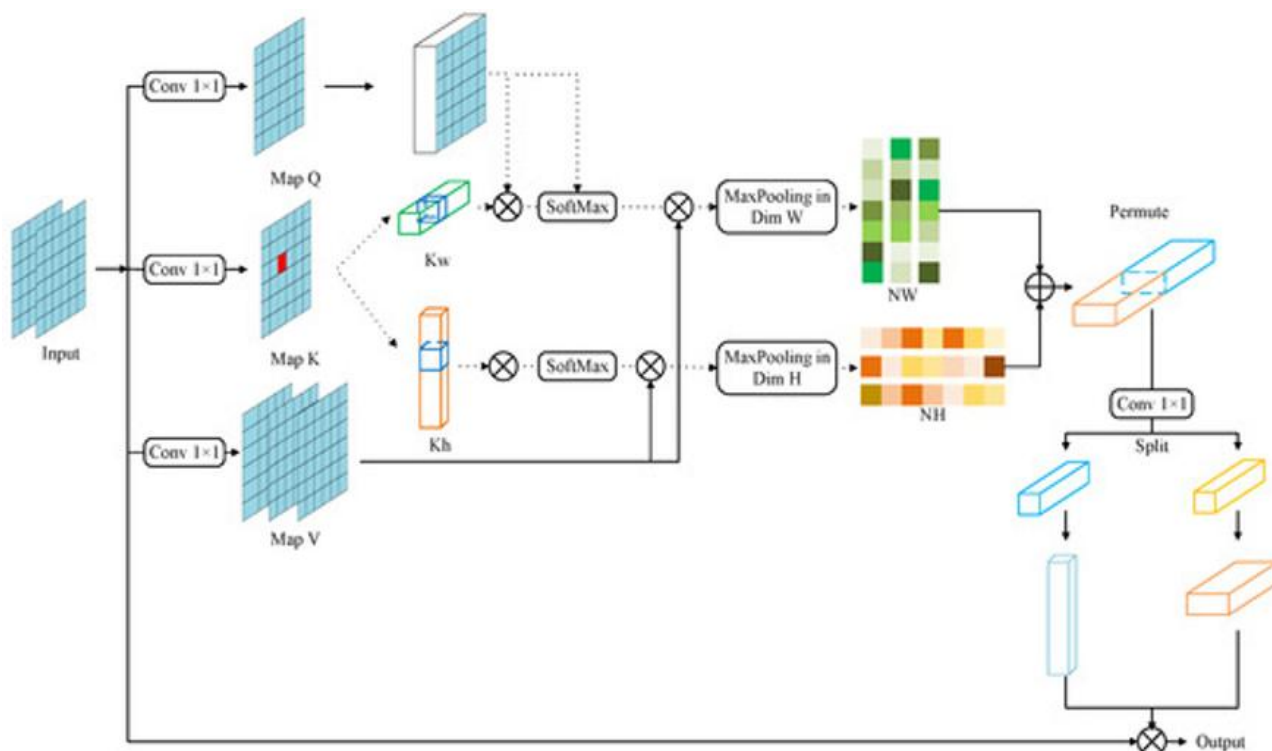 Conv 1×1
Map Q
Conv 1×1
Kw
SoftMax
MaxPooling in
Dim W
NW
Permute
Input
Map K
Kh
SoftMax
MaxPooling in
Dim H
NH
Conv 1×1
Split
Conv 1×1
Map V
Output